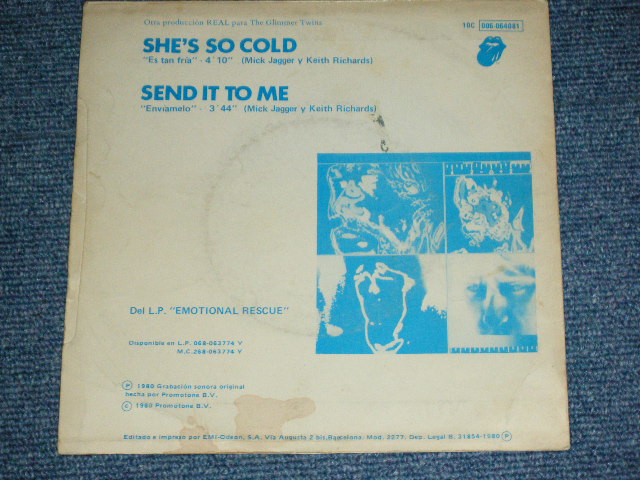 Otra producción REAL para The Glimmer Twins
10C 006-064081
SHE'S SO COLD
"Es tan fría" - 4'10" (Mick Jagger y Keith Richards)
SEND IT TO ME
"Envíamelo" - 3'44" (Mick Jagger y Keith Richards)
Del L.P. "EMOTIONAL RESCUE"
Disponible en L.P. 068-063774 Y
M.C. 268-063774 Y
Ⓟ 1980 Grabación sonora original
hecha por Promotone B.V.
© 1980 Promotone B.V.
Editado e impreso por EMI-Odeon, S.A. Vía Augusta 2 bis, Barcelona. Mod. 2277. Dep. Legal B. 31854-1980 Ⓟ